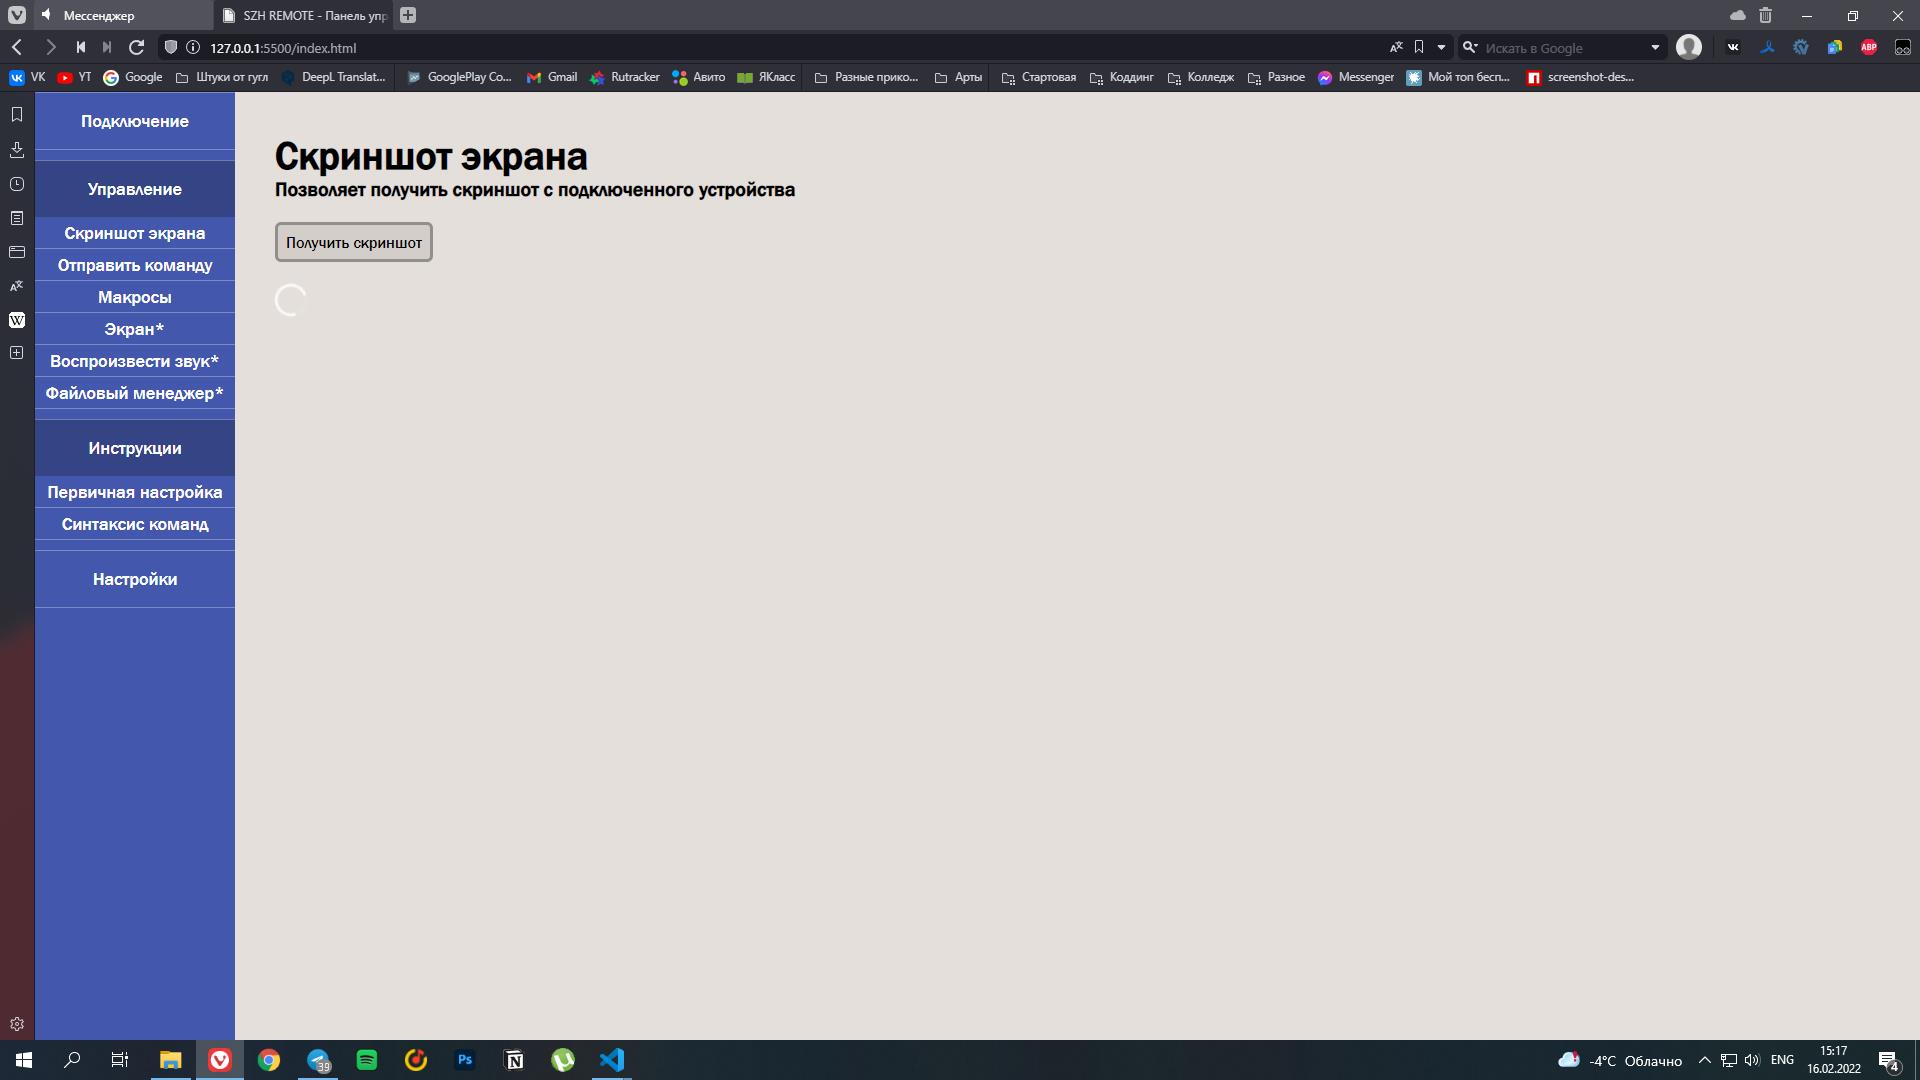 Мессенджер
SZH REMOTE - Панель упр
127.0.0.1:5500/index.html
Искать в Google
VK
YT
Google
Штуки от гугл
DeepL Translat...
GooglePlay Co...
Gmail
Rutracker
Авито
ЯКласс
Разные прико...
Арты
Стартовая
Коддинг
Колледж
Разное
Messenger
Мой топ бесп...
screenshot-des...
ABP
Подключение
Управление
Скриншот экрана
Отправить команду
Макросы
Экран*
Воспроизвести звук*
Файловый менеджер*
Инструкции
Первичная настройка
Синтаксис команд
Настройки
Скриншот экрана
Позволяет получить скриншот с подключенного устройства
Получить скриншот
Ps
39
-4°C Облачно
ENG
15:17
16.02.2022
4